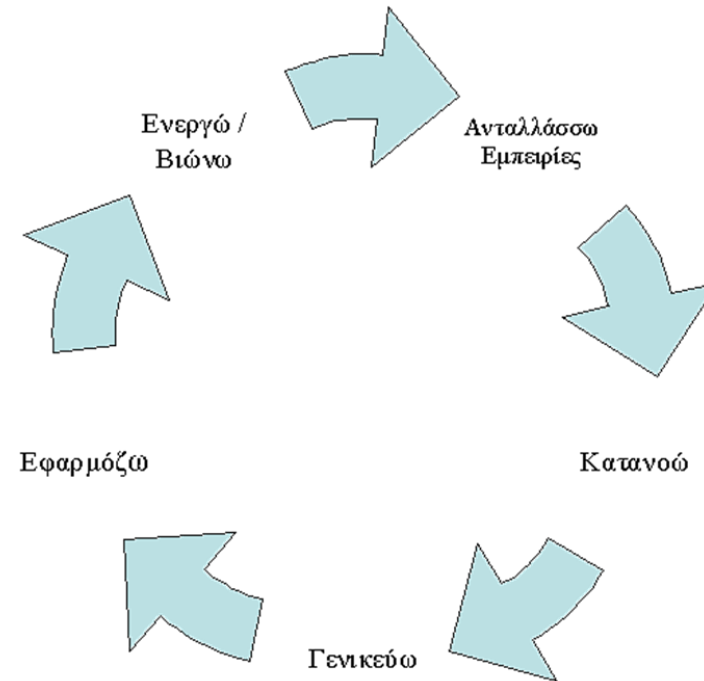 Ενεργώ /
Βιώνω
Ανταλλάσσω
Εμπειρίες
Εφαρμόζω
Κατανοώ
Γενικεύω